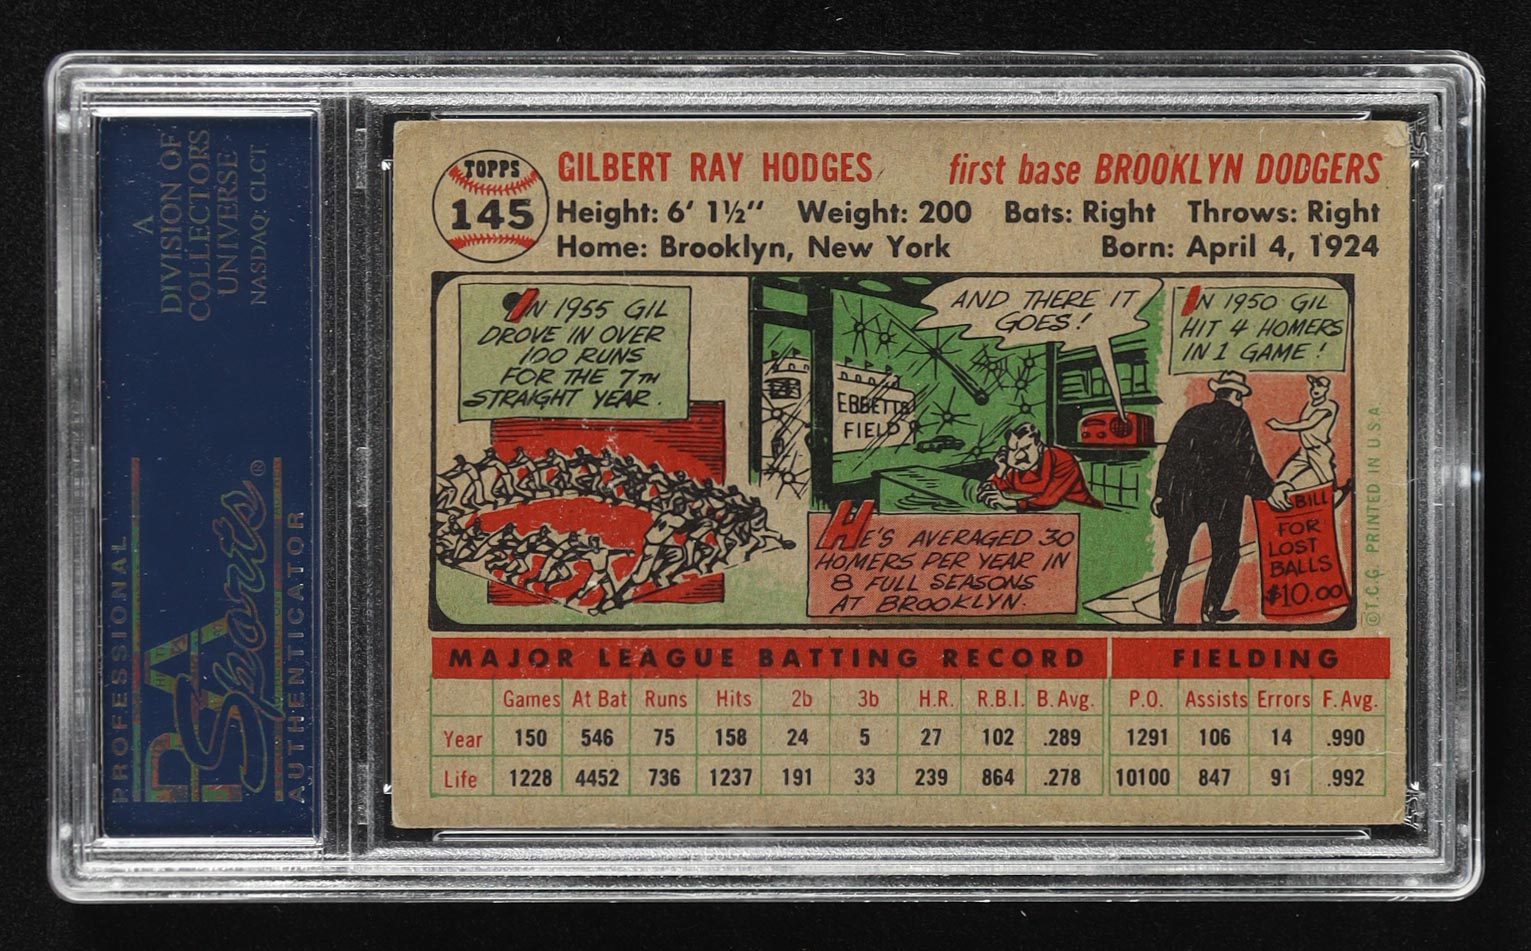 A
DIVISION OF
COLLECTORS
UNIVERSE
NASDAQ: CLCT
PROFESSIONAL
PSA
Sports®
AUTHENTICATOR
TOPPS
145
GILBERT RAY HODGES
first base BROOKLYN DODGERS
Height: 6' 1½" Weight: 200 Bats: Right Throws: Right
Home: Brooklyn, New York Born: April 4, 1924
IN 1955 GIL
DROVE IN OVER
100 RUNS
FOR THE 7TH
STRAIGHT YEAR.
AND THERE IT
GOES!
EBBETTS
FIELD
HE'S AVERAGED 30
HOMERS PER YEAR IN
8 FULL SEASONS
AT BROOKLYN.
IN 1950 GIL
HIT 4 HOMERS
IN 1 GAME!
BILL
FOR
LOST
BALLS
$10.00
©T.C.G. PRINTED IN U.S.A.
MAJOR LEAGUE BATTING RECORD FIELDING
Games At Bat Runs Hits 2b 3b H.R. R.B.I. B. Avg. P.O. Assists Errors F. Avg.
Year 150 546 75 158 24 5 27 102 .289 1291 106 14 .990
Life 1228 4452 736 1237 191 33 239 864 .278 10100 847 91 .992